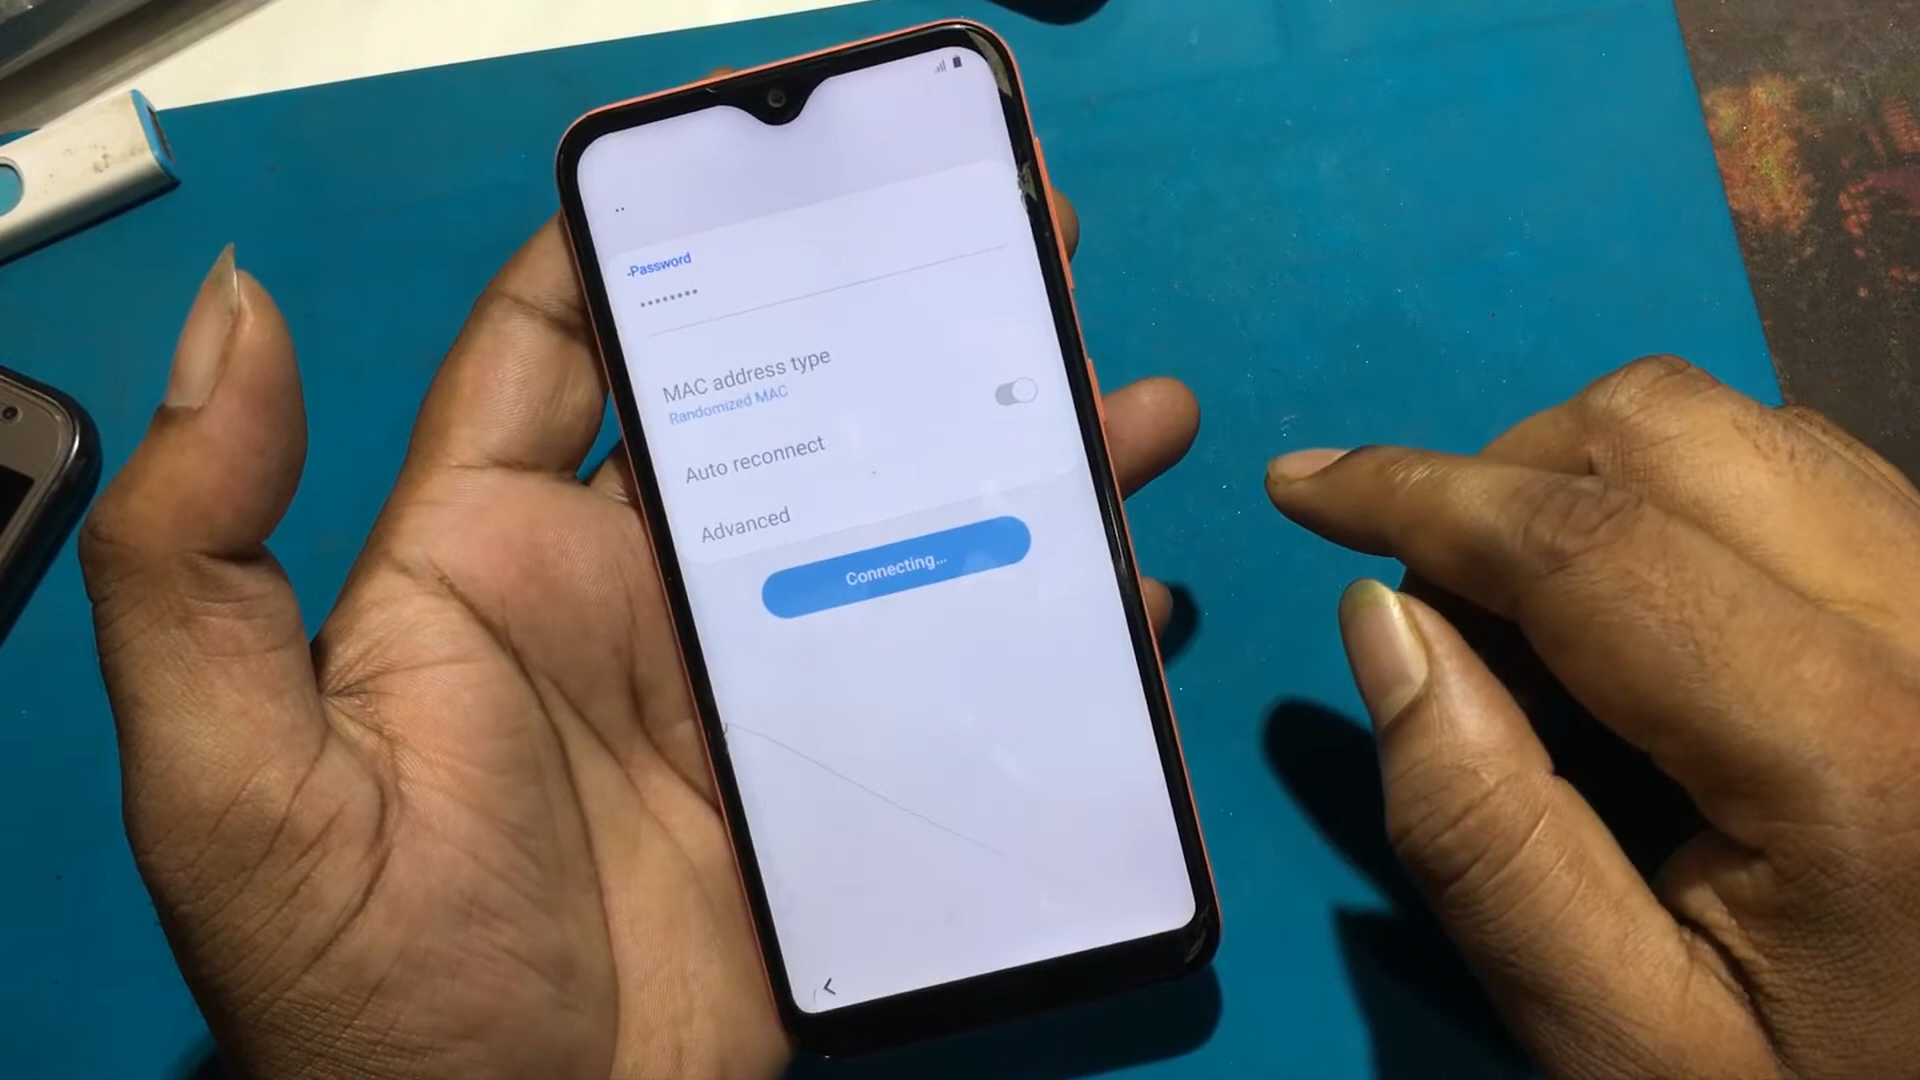 ..
Password
••••••••
MAC address type
Randomized MAC
Auto reconnect
Advanced
Connecting...